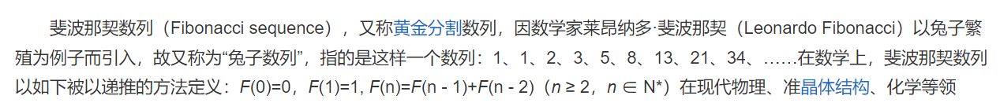 斐波那契数列（Fibonacci sequence），又称黄金分割数列，因数学家莱昂纳多·斐波那契（Leonardo Fibonacci）以兔子繁
殖为例子而引入，故又称为“兔子数列”，指的是这样一个数列：1、1、2、3、5、8、13、21、34、……在数学上，斐波那契数列
以如下被以递推的方法定义：F(0)=0，F(1)=1, F(n)=F(n - 1)+F(n - 2)（n ≥ 2，n ∈ N*）在现代物理、准晶体结构、化学等领